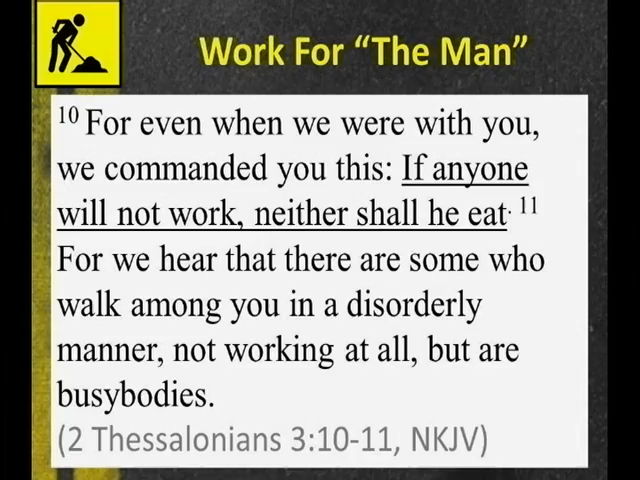 Work For “The Man”
10 For even when we were with you,
we commanded you this: If anyone
will not work, neither shall he eat. 11
For we hear that there are some who
walk among you in a disorderly
manner, not working at all, but are
busybodies.
(2 Thessalonians 3:10-11, NKJV)